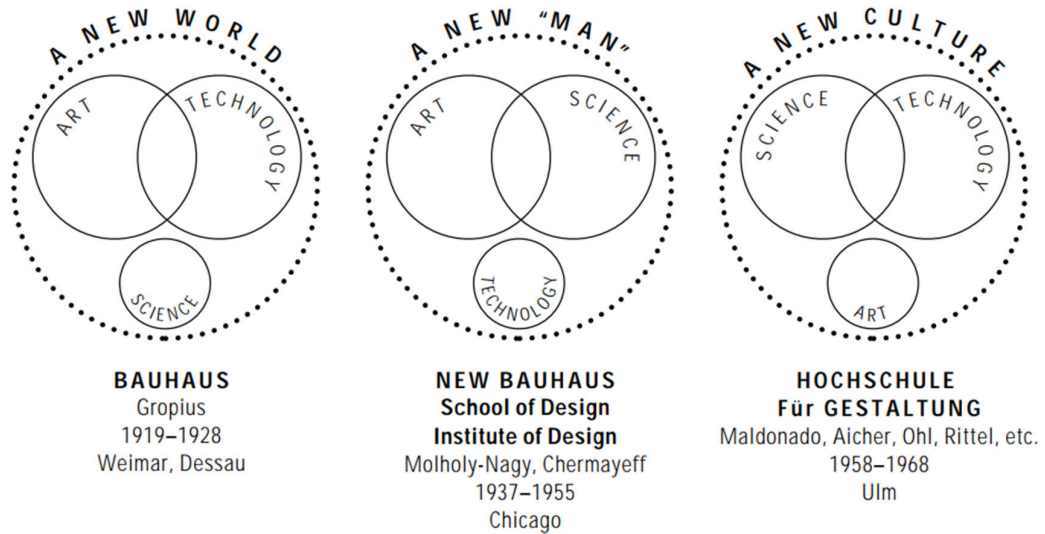 A NEW WORLD
ART
TECHNOLOGY
SCIENCE
BAUHAUS
Gropius
1919–1928
Weimar, Dessau
A NEW “MAN”
ART
SCIENCE
TECHNOLOGY
NEW BAUHAUS
School of Design
Institute of Design
Molholy-Nagy, Chermayeff
1937–1955
Chicago
A NEW CULTURE
SCIENCE
TECHNOLOGY
ART
HOCHSCHULE
Für GESTALTUNG
Maldonado, Aicher, Ohl, Rittel, etc.
1958–1968
Ulm